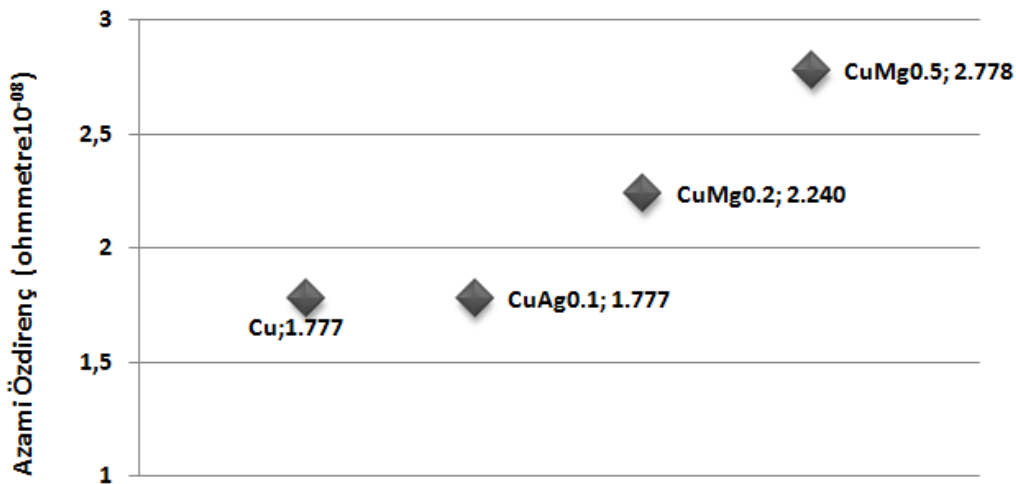 3
CuMg0.5; 2.778
2,5
CuMg0.2; 2.240
2
CuAg0.1; 1.777
Cu;1.777
1,5
1
Azami Özdirenç (ohmmetre10⁻⁰⁸)